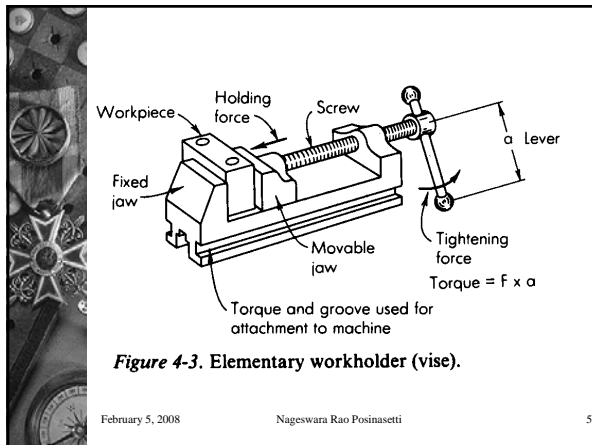 Workpiece
Holding
force
Screw
a Lever
Fixed
jaw
Movable
jaw
Tightening
force
Torque = F x a
Torque and groove used for
attachment to machine
Figure 4-3. Elementary workholder (vise).
February 5, 2008 Nageswara Rao Posinasetti 5